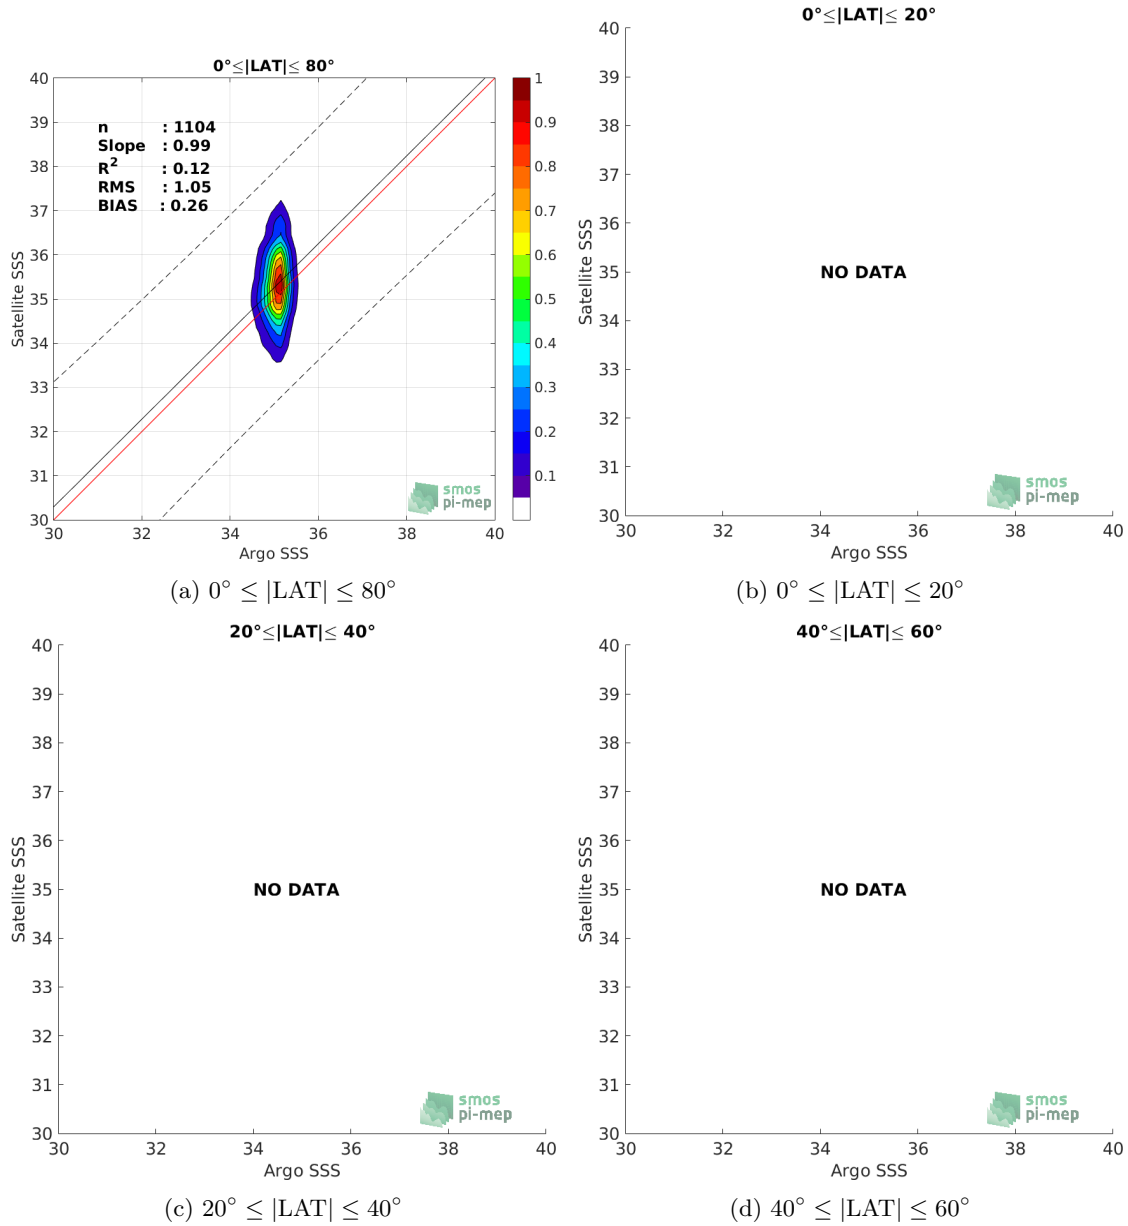 0°≤|LAT|≤ 80°
40
39
38
37
36
35
34
33
32
31
30
Satellite SSS
n : 1104
Slope : 0.99
R² : 0.12
RMS : 1.05
BIAS : 0.26
smos
pi-mep
30 32 34 36 38 40
Argo SSS
1
0.9
0.8
0.7
0.6
0.5
0.4
0.3
0.2
0.1
(a) 0° ≤ |LAT| ≤ 80°
0°≤|LAT|≤ 20°
40
39
38
37
36
35
34
33
32
31
30
Satellite SSS
NO DATA
smos
pi-mep
30 32 34 36 38 40
Argo SSS
(b) 0° ≤ |LAT| ≤ 20°
20°≤|LAT|≤ 40°
40
39
38
37
36
35
34
33
32
31
30
Satellite SSS
NO DATA
smos
pi-mep
30 32 34 36 38 40
Argo SSS
(c) 20° ≤ |LAT| ≤ 40°
40°≤|LAT|≤ 60°
40
39
38
37
36
35
34
33
32
31
30
Satellite SSS
NO DATA
smos
pi-mep
30 32 34 36 38 40
Argo SSS
(d) 40° ≤ |LAT| ≤ 60°